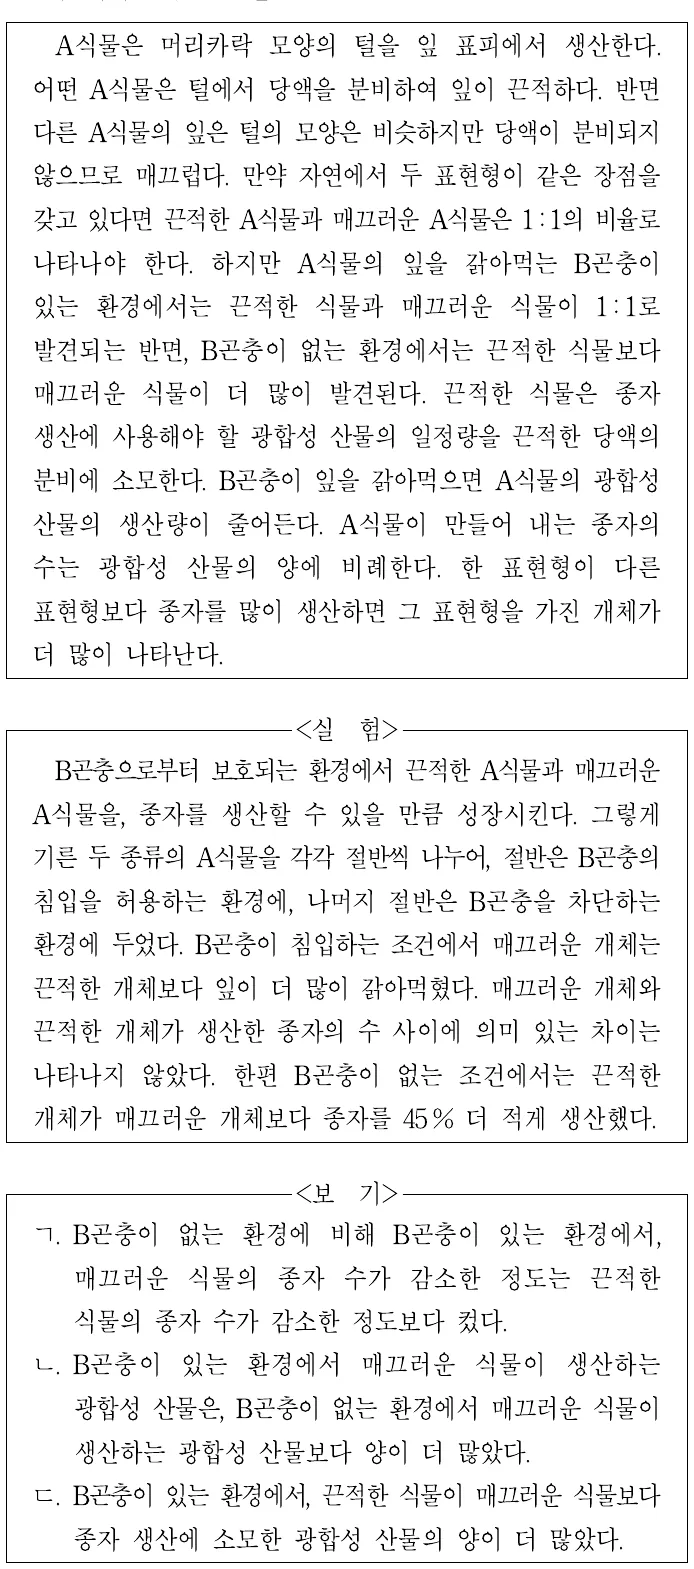 A식물은 머리카락 모양의 털을 잎 표피에서 생산한다.
어떤 A식물은 털에서 당액을 분비하여 잎이 끈적하다. 반면
다른 A식물의 잎은 털의 모양은 비슷하지만 당액이 분비되지
않으므로 매끄럽다. 만약 자연에서 두 표현형이 같은 장점을
갖고 있다면 끈적한 A식물과 매끄러운 A식물은 1:1의 비율로
나타나야 한다. 하지만 A식물의 잎을 갉아먹는 B곤충이
있는 환경에서는 끈적한 식물과 매끄러운 식물이 1:1로
발견되는 반면, B곤충이 없는 환경에서는 끈적한 식물보다
매끄러운 식물이 더 많이 발견된다. 끈적한 식물은 종자
생산에 사용해야 할 광합성 산물의 일정량을 끈적한 당액의
분비에 소모한다. B곤충이 잎을 갉아먹으면 A식물의 광합성
산물의 생산량이 줄어든다. A식물이 만들어 내는 종자의
수는 광합성 산물의 양에 비례한다. 한 표현형이 다른
표현형보다 종자를 많이 생산하면 그 표현형을 가진 개체가
더 많이 나타난다.
<실 험>
B곤충으로부터 보호되는 환경에서 끈적한 A식물과 매끄러운
A식물을, 종자를 생산할 수 있을 만큼 성장시킨다. 그렇게
기른 두 종류의 A식물을 각각 절반씩 나누어, 절반은 B곤충의
침입을 허용하는 환경에, 나머지 절반은 B곤충을 차단하는
환경에 두었다. B곤충이 침입하는 조건에서 매끄러운 개체는
끈적한 개체보다 잎이 더 많이 갉아먹혔다. 매끄러운 개체와
끈적한 개체가 생산한 종자의 수 사이에 의미 있는 차이는
나타나지 않았다. 한편 B곤충이 없는 조건에서는 끈적한
개체가 매끄러운 개체보다 종자를 45% 더 적게 생산했다.
<보 기>
ㄱ. B곤충이 없는 환경에 비해 B곤충이 있는 환경에서,
매끄러운 식물의 종자 수가 감소한 정도는 끈적한
식물의 종자 수가 감소한 정도보다 컸다.
ㄴ. B곤충이 있는 환경에서 매끄러운 식물이 생산하는
광합성 산물은, B곤충이 없는 환경에서 매끄러운 식물이
생산하는 광합성 산물보다 양이 더 많았다.
ㄷ. B곤충이 있는 환경에서, 끈적한 식물이 매끄러운 식물보다
종자 생산에 소모한 광합성 산물의 양이 더 많았다.